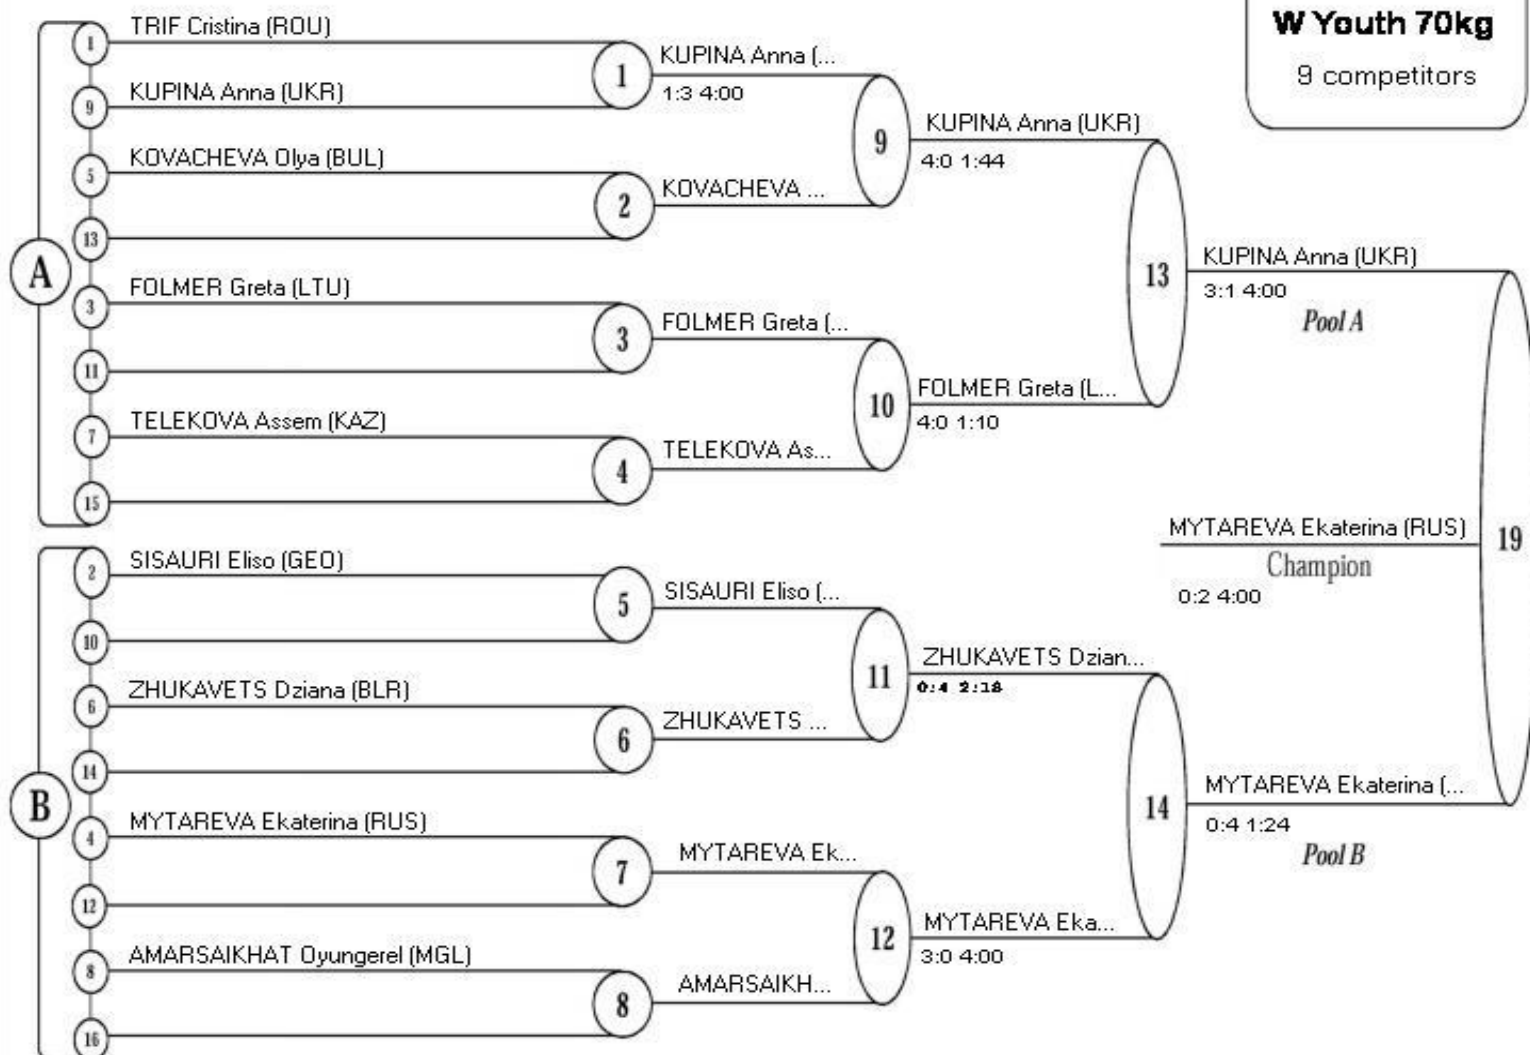 W Youth 70kg
9 competitors
A
1
TRIF Cristina (ROU)
9
KUPINA Anna (UKR)
1
KUPINA Anna (...
1:3 4:00
5
KOVACHEVA Olya (BUL)
13
2
KOVACHEVA ...
9
KUPINA Anna (UKR)
4:0 1:44
3
FOLMER Greta (LTU)
11
3
FOLMER Greta (...
7
TELEKOVA Assem (KAZ)
15
4
TELEKOVA As...
10
FOLMER Greta (L...
4:0 1:10
13
KUPINA Anna (UKR)
3:1 4:00
Pool A
B
2
SISAURI Eliso (GEO)
10
5
SISAURI Eliso (...
6
ZHUKAVETS Dziana (BLR)
14
6
ZHUKAVETS ...
11
ZHUKAVETS Dzian...
0:4 2:18
4
MYTAREVA Ekaterina (RUS)
12
7
MYTAREVA Ek...
8
AMARSAIKHAT Oyungerel (MGL)
16
8
AMARSAIKH...
12
MYTAREVA Eka...
3:0 4:00
14
MYTAREVA Ekaterina (...
0:4 1:24
Pool B
19
MYTAREVA Ekaterina (RUS)
Champion
0:2 4:00